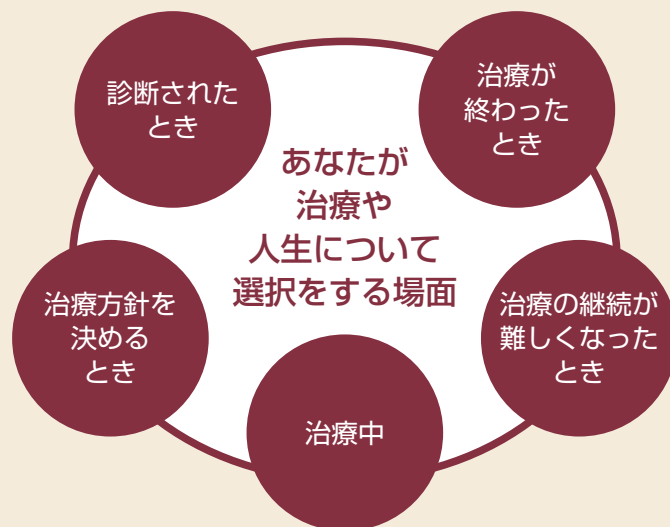 診断された
とき
治療が
終わった
とき
あなたが
治療や
人生について
選択をする場面
治療方針を
決める
とき
治療の継続が
難しくなった
とき
治療中